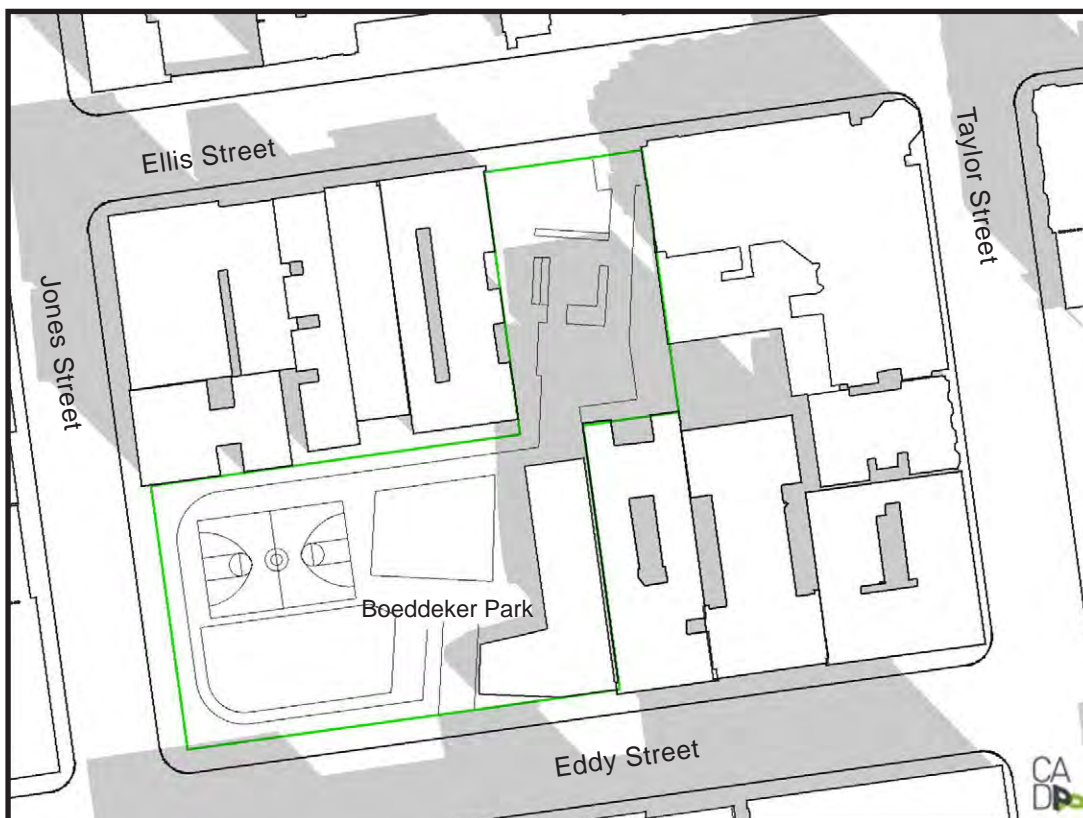 Ellis Street
Taylor Street
Jones Street
Boeddeker Park
Eddy Street
CA
DP